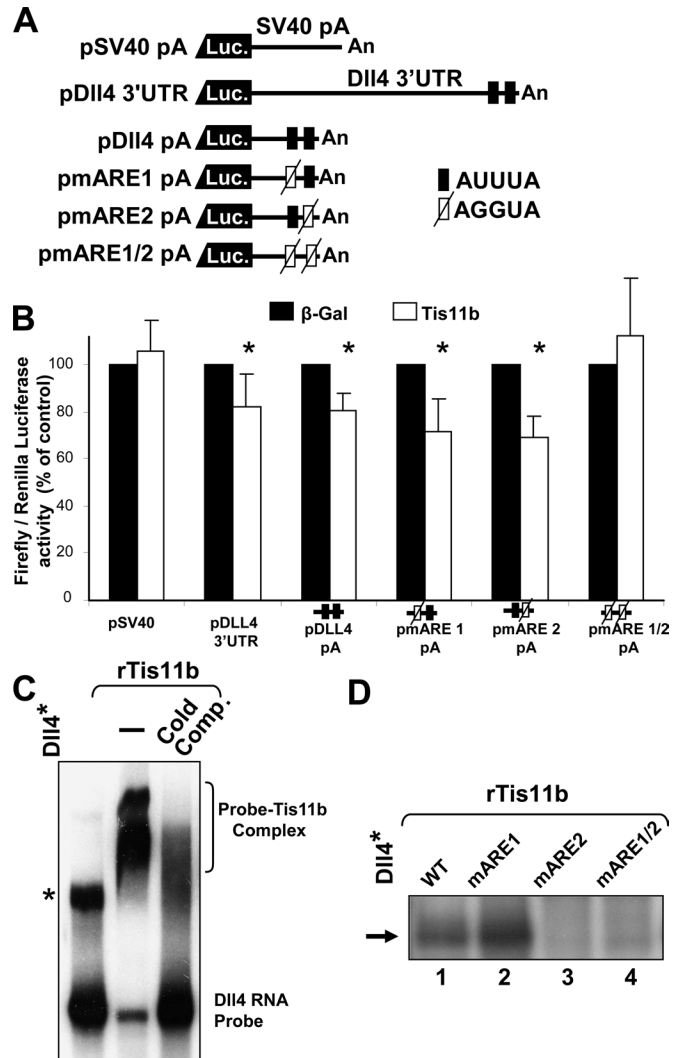 A
SV40 pA
pSV40 pA Luc. An
Dll4 3'UTR
pDll4 3'UTR Luc. An
pDll4 pA Luc. An
pmARE1 pA Luc. An
pmARE2 pA Luc. An
pmARE1/2 pA Luc. An
AUUUA
AGGUA
B
β-Gal Tis11b
Firefly / Renilla Luciferase
activity (% of control)
100
80
60
40
20
0
* * * *
pSV40
pDLL4
3'UTR
pDLL4
pA
pmARE 1
pA
pmARE 2
pA
pmARE 1/2
pA
C
rTis11b
Dll4*
–
Cold
Comp.
Probe-Tis11b
Complex
*
Dll4 RNA
Probe
D
rTis11b
Dll4*
WT mARE1 mARE2 mARE1/2
1 2 3 4